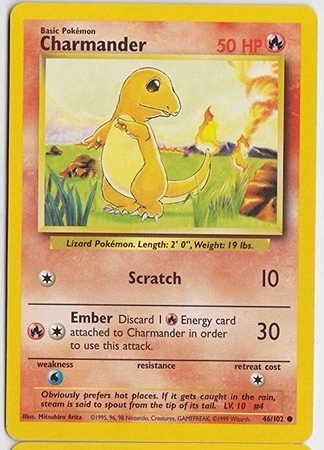 Basic Pokémon
Charmander 50 HP
Lizard Pokémon. Length: 2' 0", Weight: 19 lbs.
Scratch 10
Ember Discard 1 Energy card
attached to Charmander in order
to use this attack.
30
weakness resistance retreat cost
Obviously prefers hot places. If it gets caught in the rain,
steam is said to spout from the tip of its tail. LV. 10 #4
Illus. Mitsuhiro Arita ©1995, 96, 98 Nintendo, Creatures, GAMEFREAK. ©1999 Wizards. 46/102